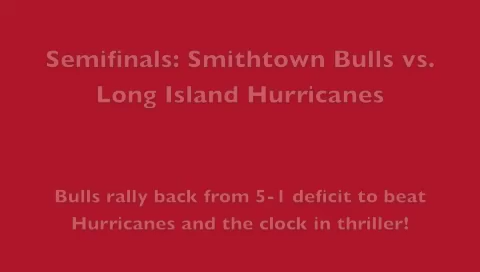 Semifinals: Smithtown Bulls vs.
Long Island Hurricanes
Bulls rally back from 5-1 deficit to beat
Hurricanes and the clock in thriller!